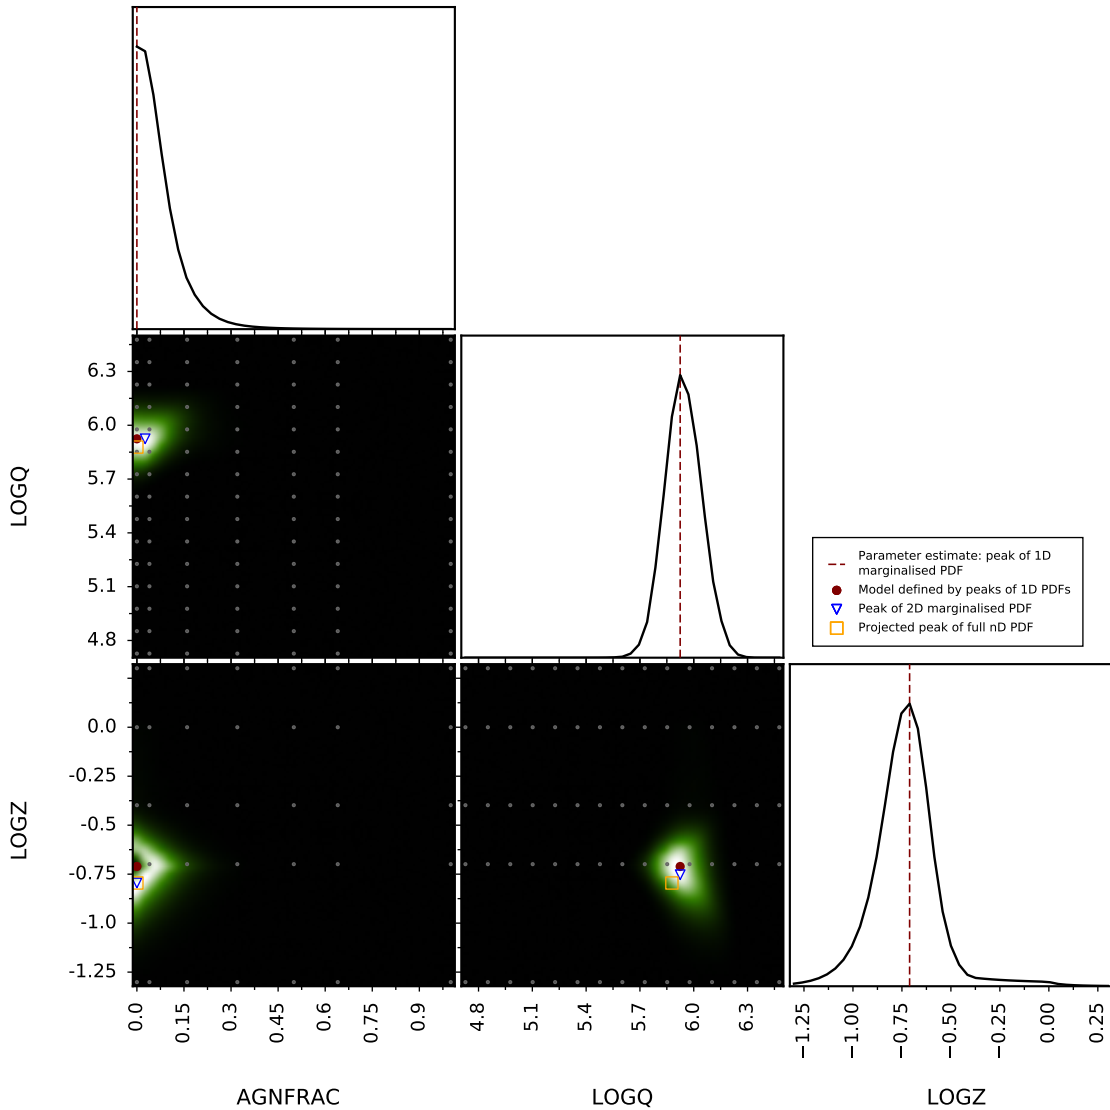 6.3
6.0
5.7
5.4
5.1
4.8
LOGQ
Parameter estimate: peak of 1D
marginalised PDF
Model defined by peaks of 1D PDFs
Peak of 2D marginalised PDF
Projected peak of full nD PDF
0.0
-0.25
-0.5
-0.75
-1.0
-1.25
LOGZ
0.0 0.15 0.3 0.45 0.6 0.75 0.9
4.8 5.1 5.4 5.7 6.0 6.3
−1.25 −1.00 −0.75 −0.50 −0.25 0.00 0.25
AGNFRAC LOGQ LOGZ